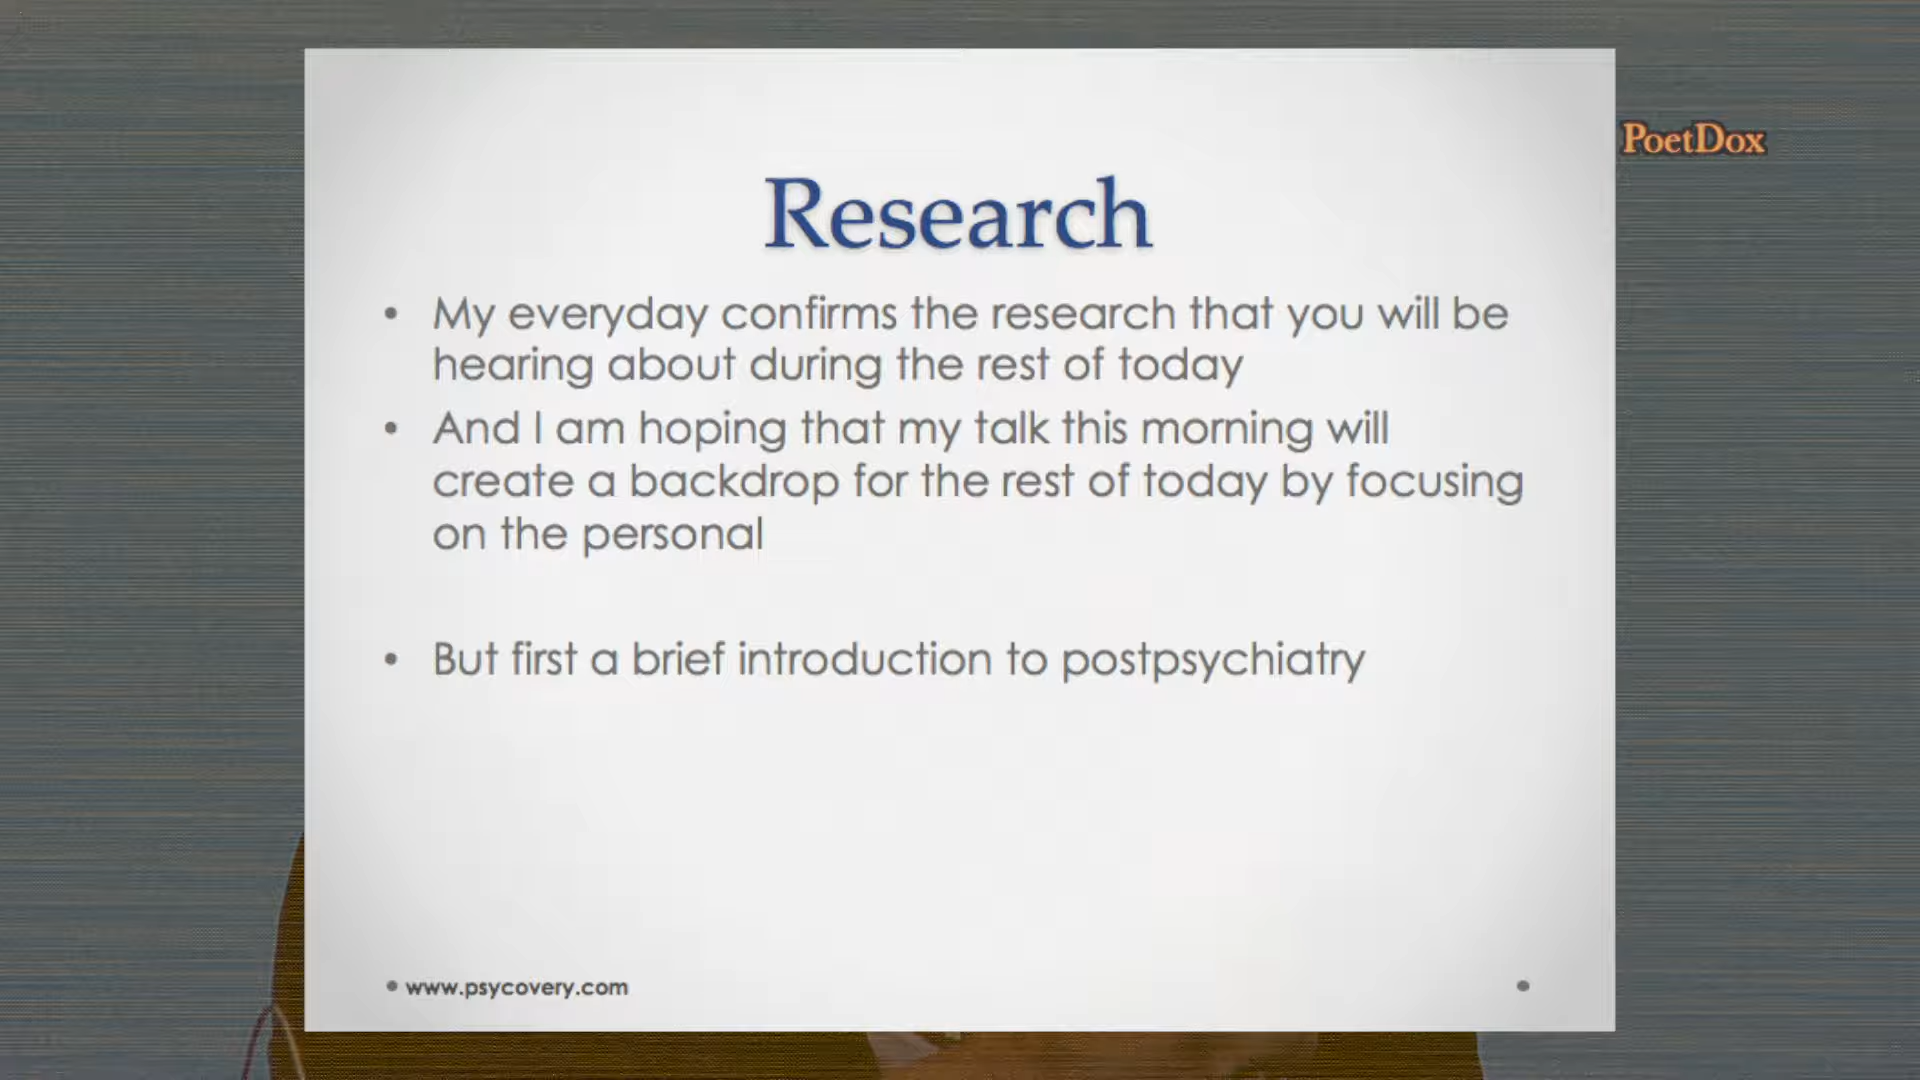 PoetDox
Research
• My everyday confirms the research that you will be
hearing about during the rest of today
• And I am hoping that my talk this morning will
create a backdrop for the rest of today by focusing
on the personal
• But first a brief introduction to postpsychiatry
• www.psycovery.com